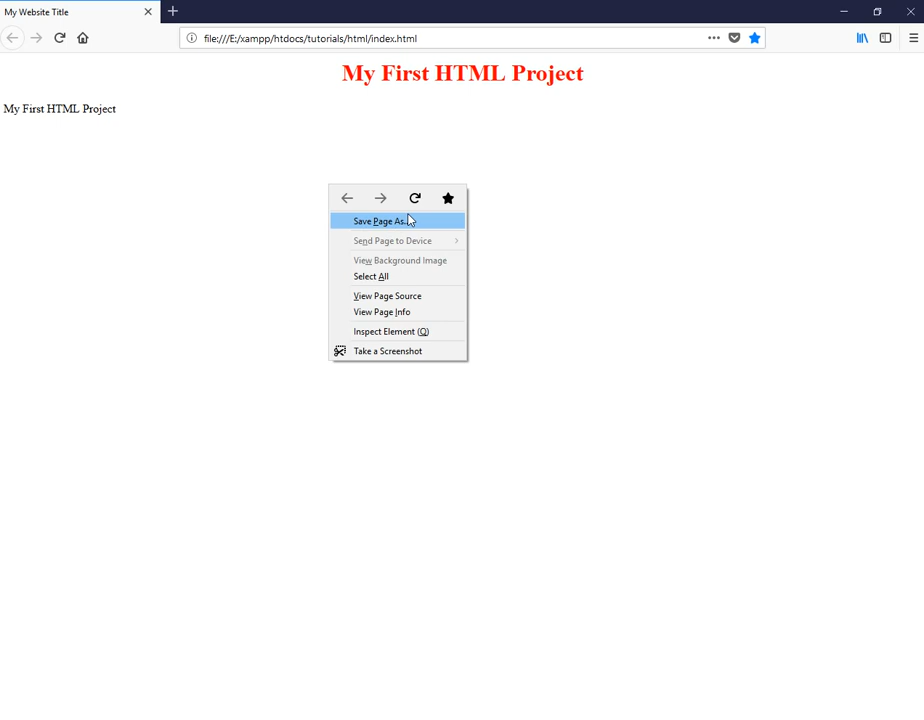 My Website Title
file:///E:/xampp/htdocs/tutorials/html/index.html
My First HTML Project
My First HTML Project
Save Page As...
Send Page to Device
View Background Image
Select All
View Page Source
View Page Info
Inspect Element (Q)
Take a Screenshot